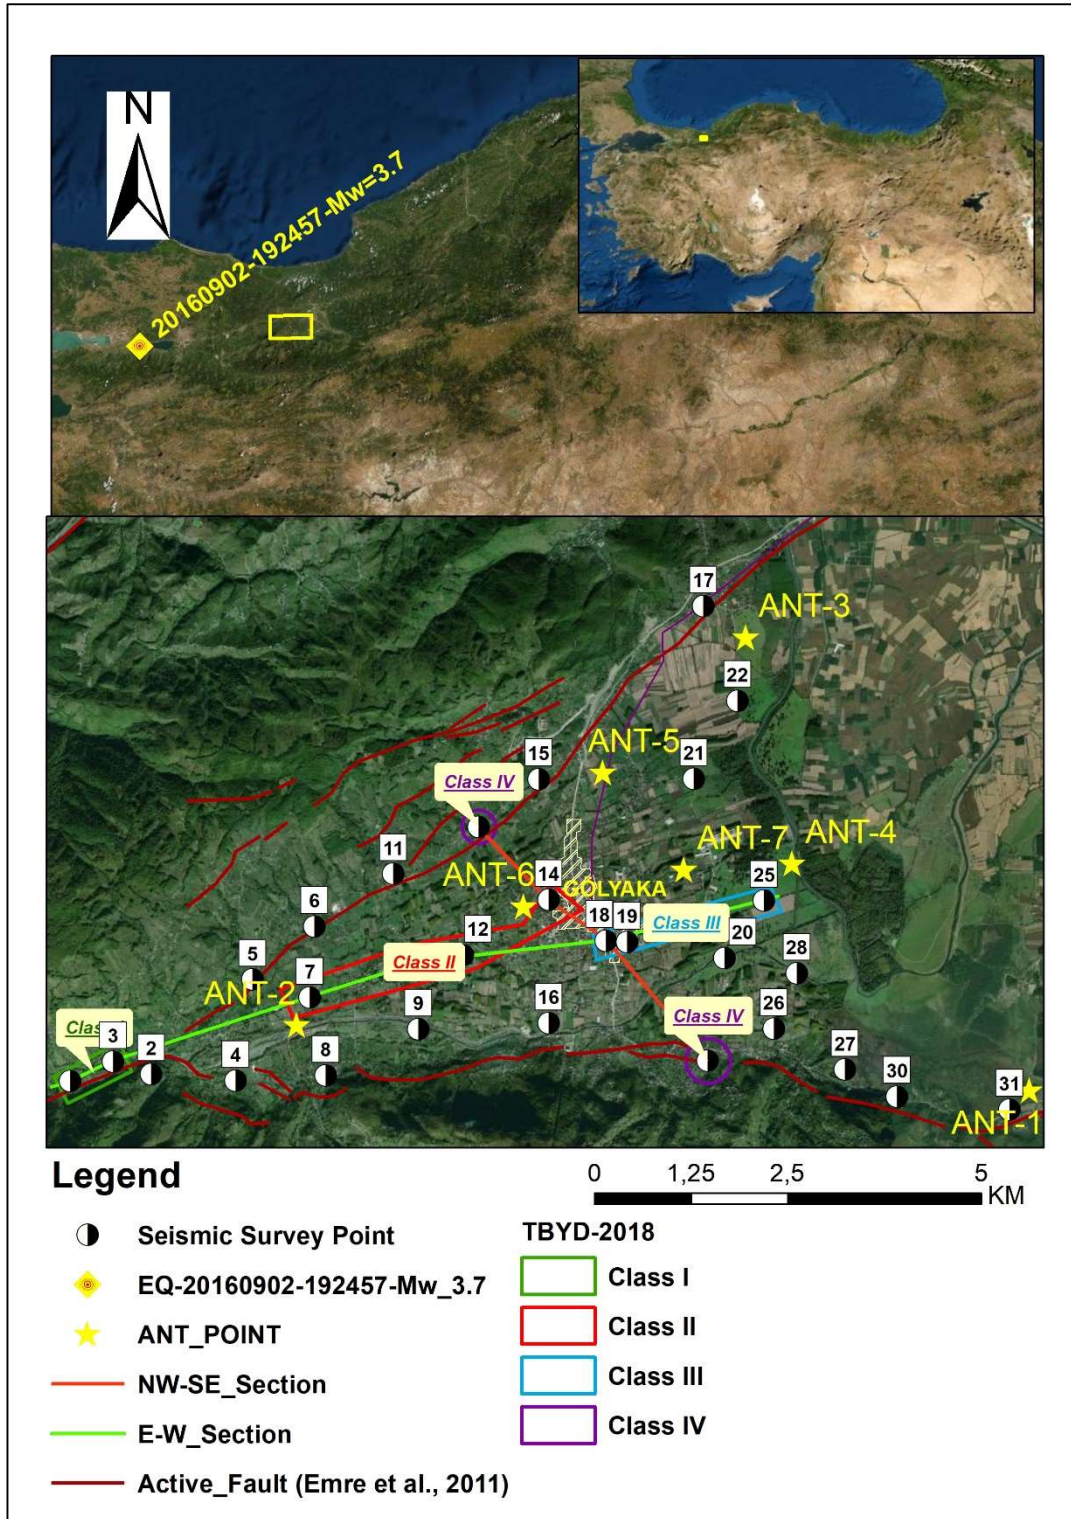 N
20160902-192457-Mw=3.7
17
ANT-3
22
ANT-5
15
21
Class IV
ANT-7
ANT-4
11
ANT-6
14
GÖLYAKA
25
6
18
19
Class III
12
20
5
Class II
28
ANT-2
7
9
16
26
Class IV
Clas
3
2
4
8
27
30
31
ANT-1
Legend
0
1,25
2,5
5
KM
Seismic Survey Point
EQ-20160902-192457-Mw_3.7
ANT_POINT
NW-SE_Section
E-W_Section
Active_Fault (Emre et al., 2011)
TBYD-2018
Class I
Class II
Class III
Class IV